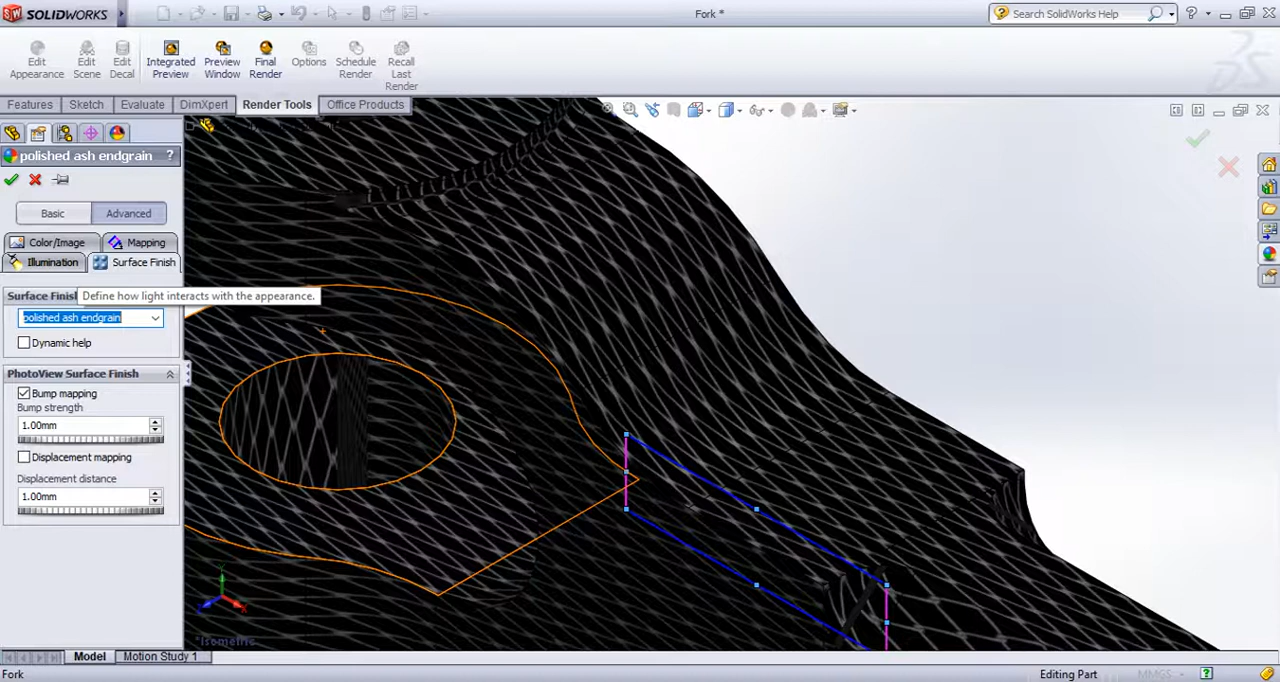 SOLIDWORKS
Fork *
Search SolidWorks Help
Edit Appearance
Edit Scene
Edit Decal
Integrated Preview
Preview Window
Final Render
Options
Schedule Render
Recall Last Render
Features
Sketch
Evaluate
DimXpert
Render Tools
Office Products
polished ash endgrain ?
Basic
Advanced
Color/Image
Mapping
Illumination
Surface Finish
Surface Finis
Define how light interacts with the appearance.
polished ash endgrain
Dynamic help
PhotoView Surface Finish
Bump mapping
Bump strength
1.00mm
Displacement mapping
Displacement distance
1.00mm
*Isometric
Model
Motion Study 1
Fork
Editing Part
MMGS